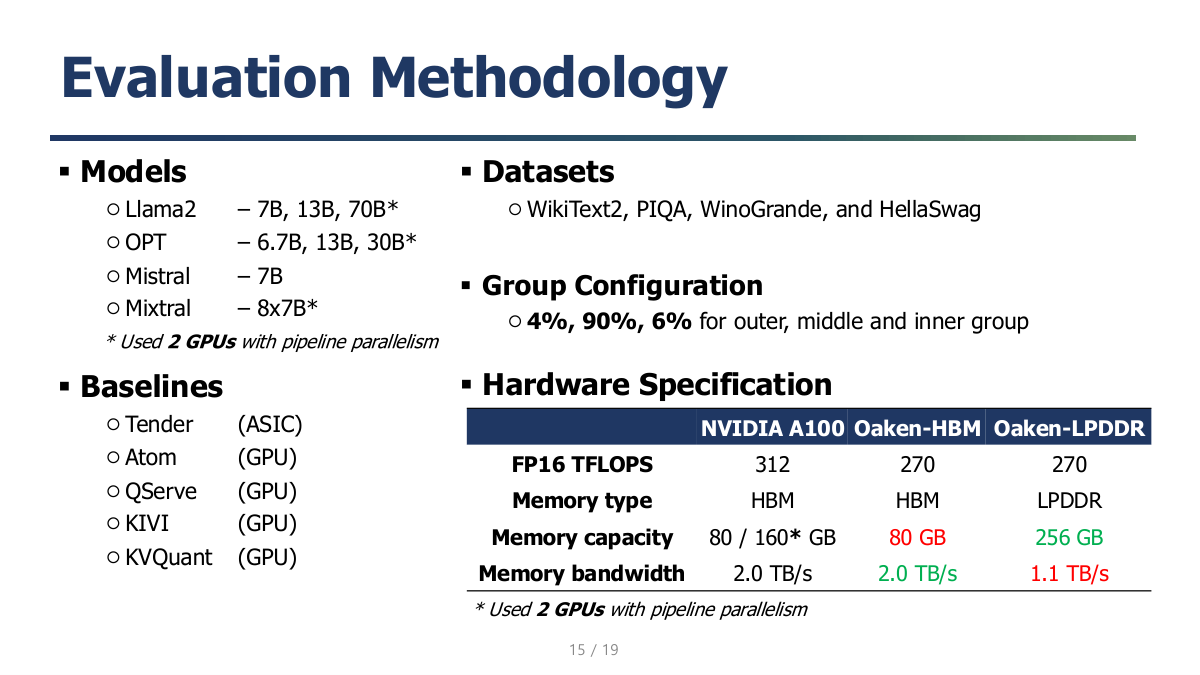 Evaluation Methodology
▪ Models
○ Llama2 – 7B, 13B, 70B*
○ OPT – 6.7B, 13B, 30B*
○ Mistral – 7B
○ Mixtral – 8x7B*
* Used 2 GPUs with pipeline parallelism
▪ Baselines
○ Tender (ASIC)
○ Atom (GPU)
○ QServe (GPU)
○ KIVI (GPU)
○ KVQuant (GPU)
▪ Datasets
○ WikiText2, PIQA, WinoGrande, and HellaSwag
▪ Group Configuration
○ 4%, 90%, 6% for outer, middle and inner group
▪ Hardware Specification
NVIDIA A100 Oaken-HBM Oaken-LPDDR
FP16 TFLOPS 312 270 270
Memory type HBM HBM LPDDR
Memory capacity 80 / 160* GB 80 GB 256 GB
Memory bandwidth 2.0 TB/s 2.0 TB/s 1.1 TB/s
* Used 2 GPUs with pipeline parallelism
15 / 19